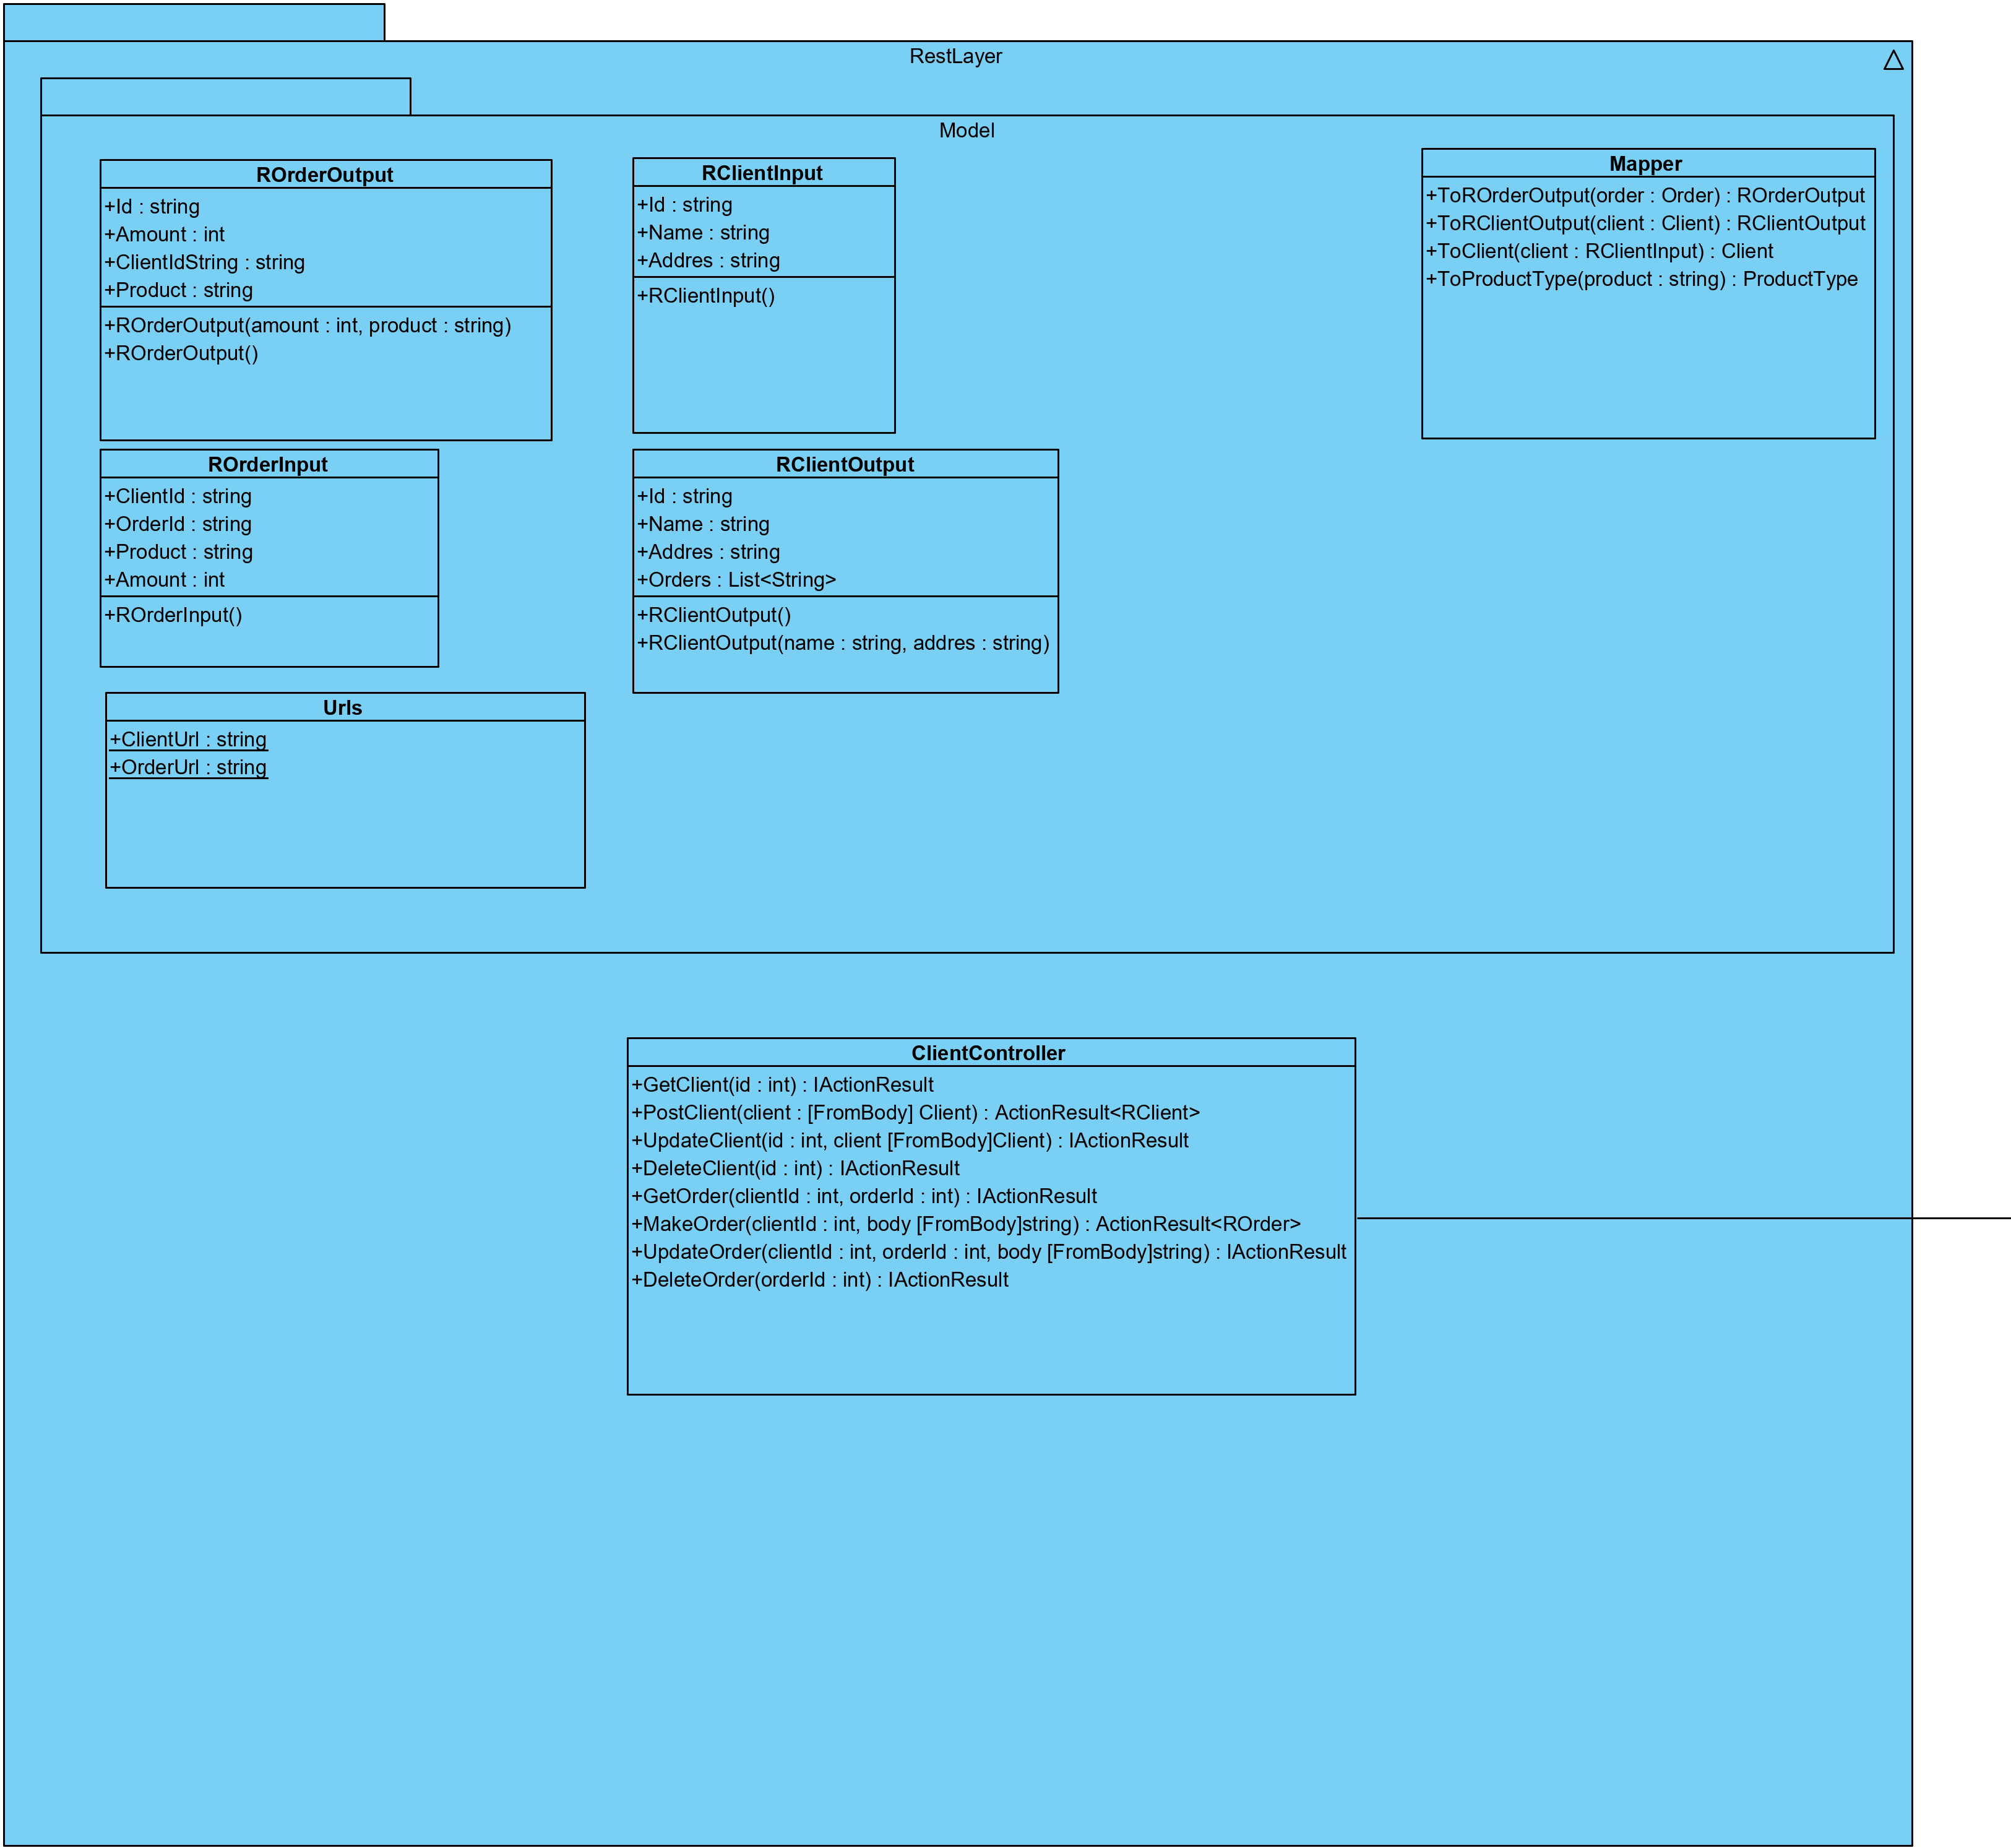 RestLayer
Model
ROrderOutput
+Id : string
+Amount : int
+ClientIdString : string
+Product : string
+ROrderOutput(amount : int, product : string)
+ROrderOutput()
RClientInput
+Id : string
+Name : string
+Addres : string
+RClientInput()
Mapper
+ToROrderOutput(order : Order) : ROrderOutput
+ToRClientOutput(client : Client) : RClientOutput
+ToClient(client : RClientInput) : Client
+ToProductType(product : string) : ProductType
ROrderInput
+ClientId : string
+OrderId : string
+Product : string
+Amount : int
+ROrderInput()
RClientOutput
+Id : string
+Name : string
+Addres : string
+Orders : List<String>
+RClientOutput()
+RClientOutput(name : string, addres : string)
Urls
+ClientUrl : string
+OrderUrl : string
ClientController
+GetClient(id : int) : IActionResult
+PostClient(client : [FromBody] Client) : ActionResult<RClient>
+UpdateClient(id : int, client [FromBody]Client) : IActionResult
+DeleteClient(id : int) : IActionResult
+GetOrder(clientId : int, orderId : int) : IActionResult
+MakeOrder(clientId : int, body [FromBody]string) : ActionResult<ROrder>
+UpdateOrder(clientId : int, orderId : int, body [FromBody]string) : IActionResult
+DeleteOrder(orderId : int) : IActionResult